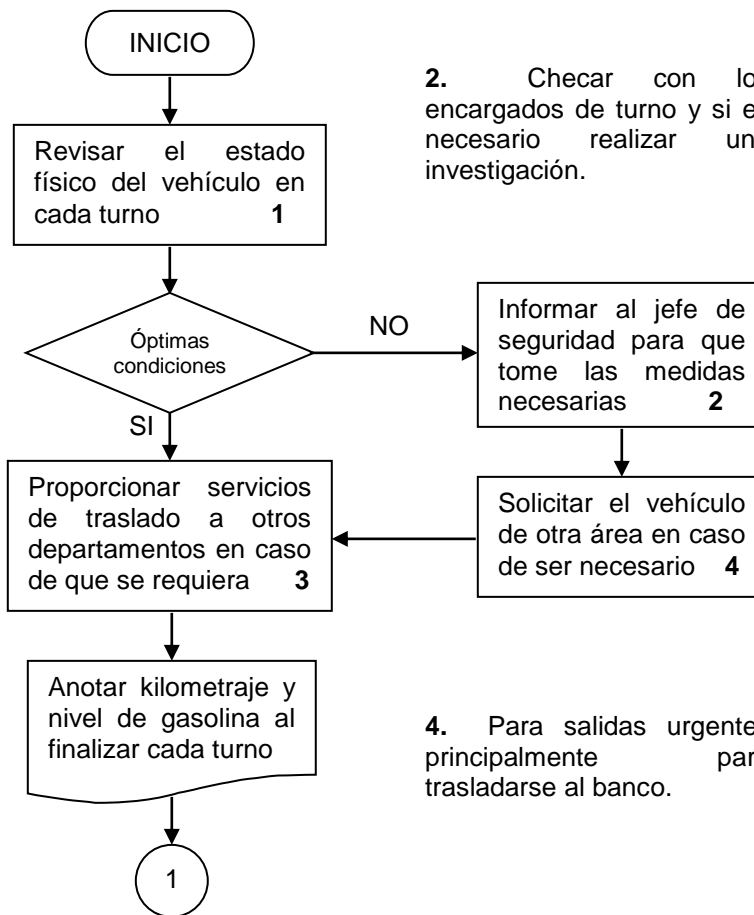 INICIO
2. Checar con lo
encargados de turno y si e
necesario realizar un
investigación.
Revisar el estado
físico del vehículo en
cada turno 1
Óptimas
condiciones
NO
SI
Informar al jefe de
seguridad para que
tome las medidas
necesarias 2
Solicitar el vehículo
de otra área en caso
de ser necesario 4
Proporcionar servicios
de traslado a otros
departamentos en caso
de que se requiera 3
Anotar kilometraje y
nivel de gasolina al
finalizar cada turno
4. Para salidas urgente
principalmente par
trasladarse al banco.
1